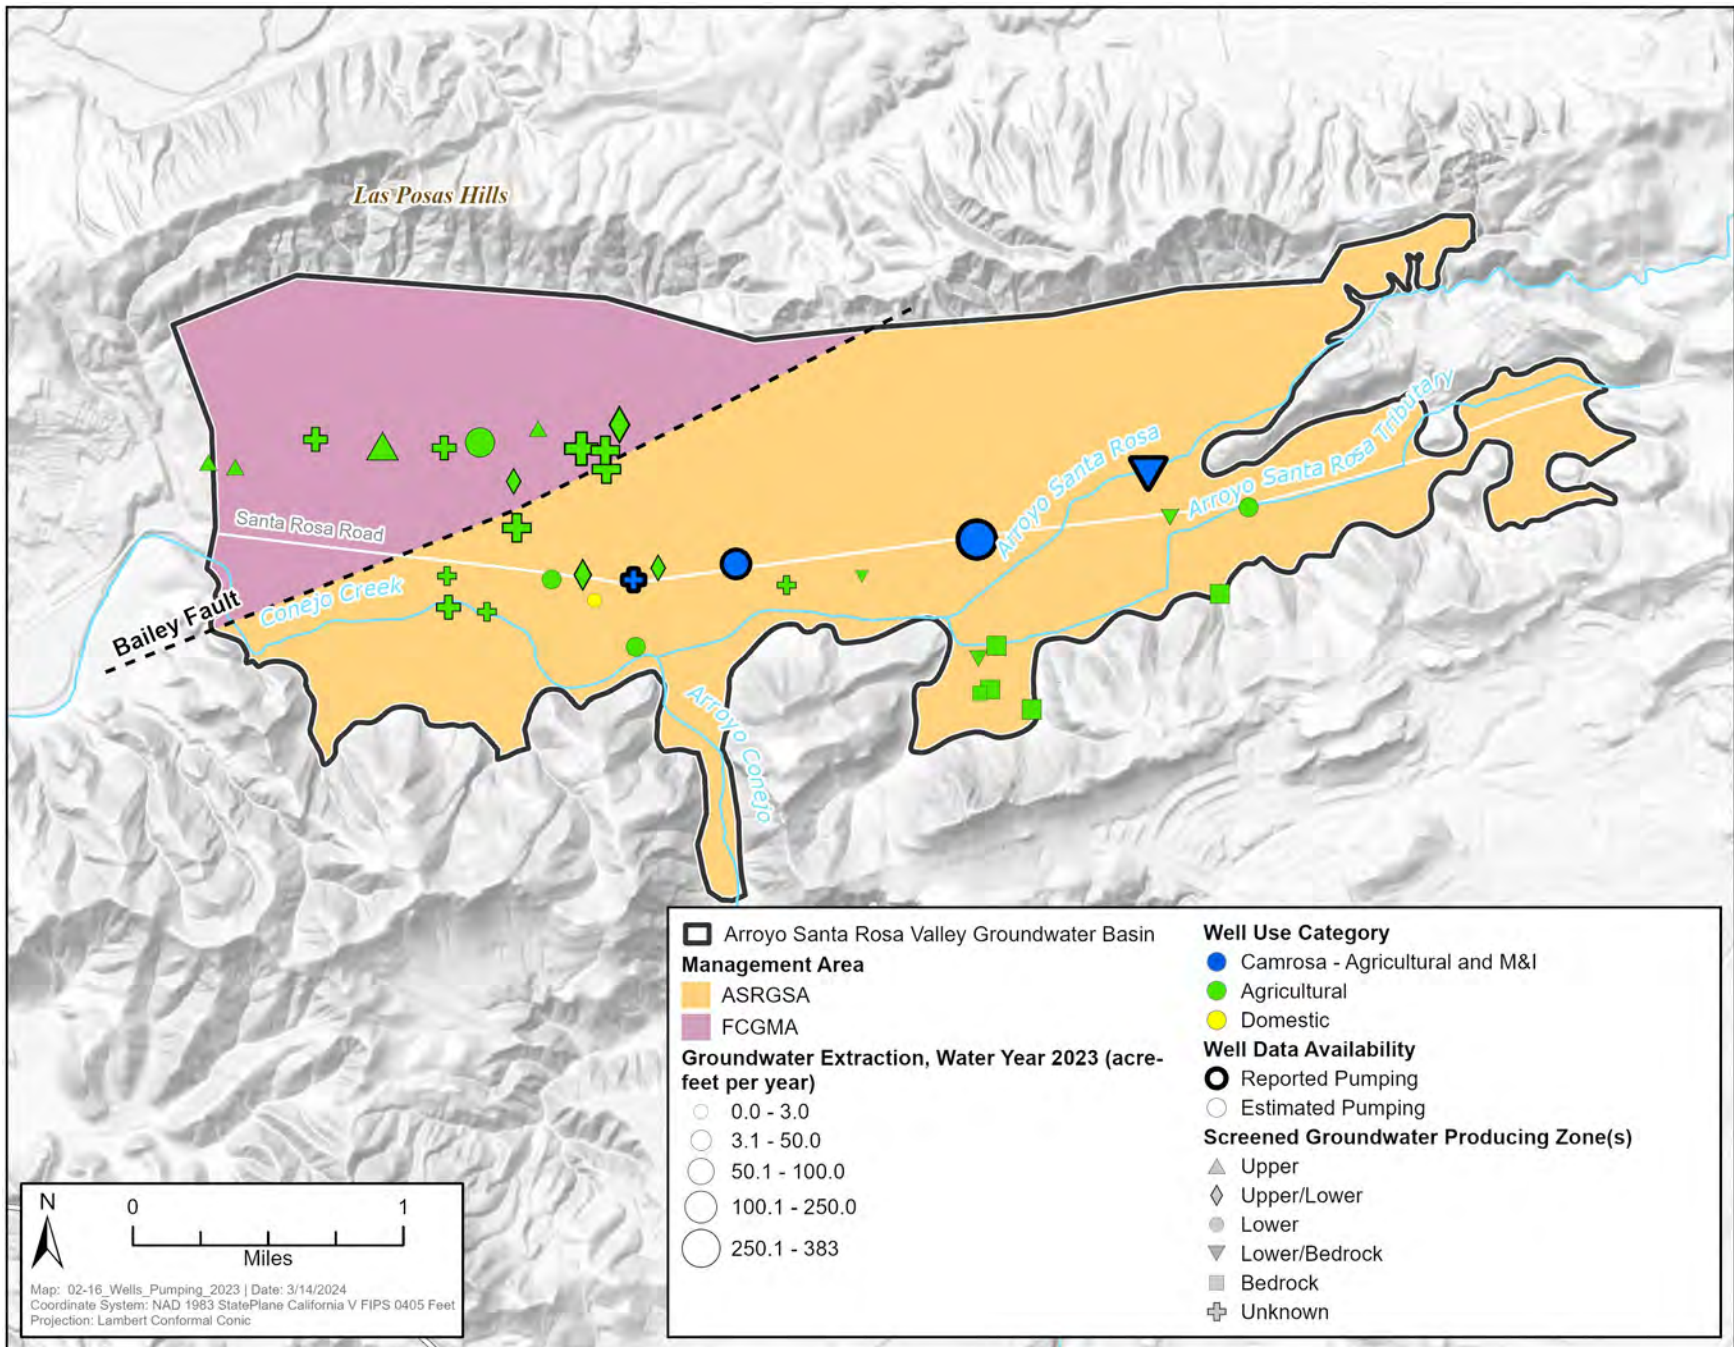 Las Posas Hills
Arroyo Santa Rosa
Arroyo Santa Rosa Tributary
Santa Rosa Road
Conejo Creek
Bailey Fault
Arroyo Conejo
Arroyo Santa Rosa Valley Groundwater Basin
Management Area
ASRGSA
FCGMA
Groundwater Extraction, Water Year 2023 (acre-
feet per year)
0.0 - 3.0
3.1 - 50.0
50.1 - 100.0
100.1 - 250.0
250.1 - 383
Well Use Category
Camrosa - Agricultural and M&I
Agricultural
Domestic
Well Data Availability
Reported Pumping
Estimated Pumping
Screened Groundwater Producing Zone(s)
Upper
Upper/Lower
Lower
Lower/Bedrock
Bedrock
Unknown
N
0 1
Miles
Map: 02-16_Wells_Pumping_2023 | Date: 3/14/2024
Coordinate System: NAD 1983 StatePlane California V FIPS 0405 Feet
Projection: Lambert Conformal Conic